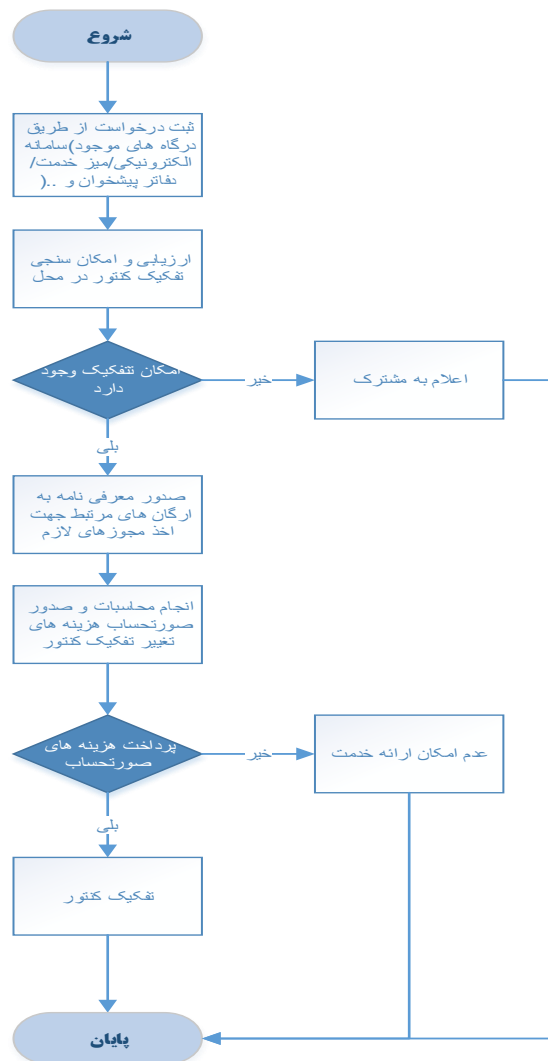 شروع
ثبت درخواست از طریق
درگاه های موجود)سامانه
الکترونیکی/میز خدمت/
دفاتر پیشخوان و ..(
ارزیابی و امکان سنجی
تفکیک کنتور در محل
امکان تتفکیک وجود
دارد
خیر
اعلام به مشترک
بلی
صدور معرفی نامه به
ارگان های مرتبط جهت
اخذ مجوزهای لازم
انجام محاسبات و صدور
صورتحساب هزینه های
تغییر تفکیک کنتور
پرداخت هزینه های
صورتحساب
خیر
عدم امکان ارائه خدمت
بلی
تفکیک کنتور
پایان